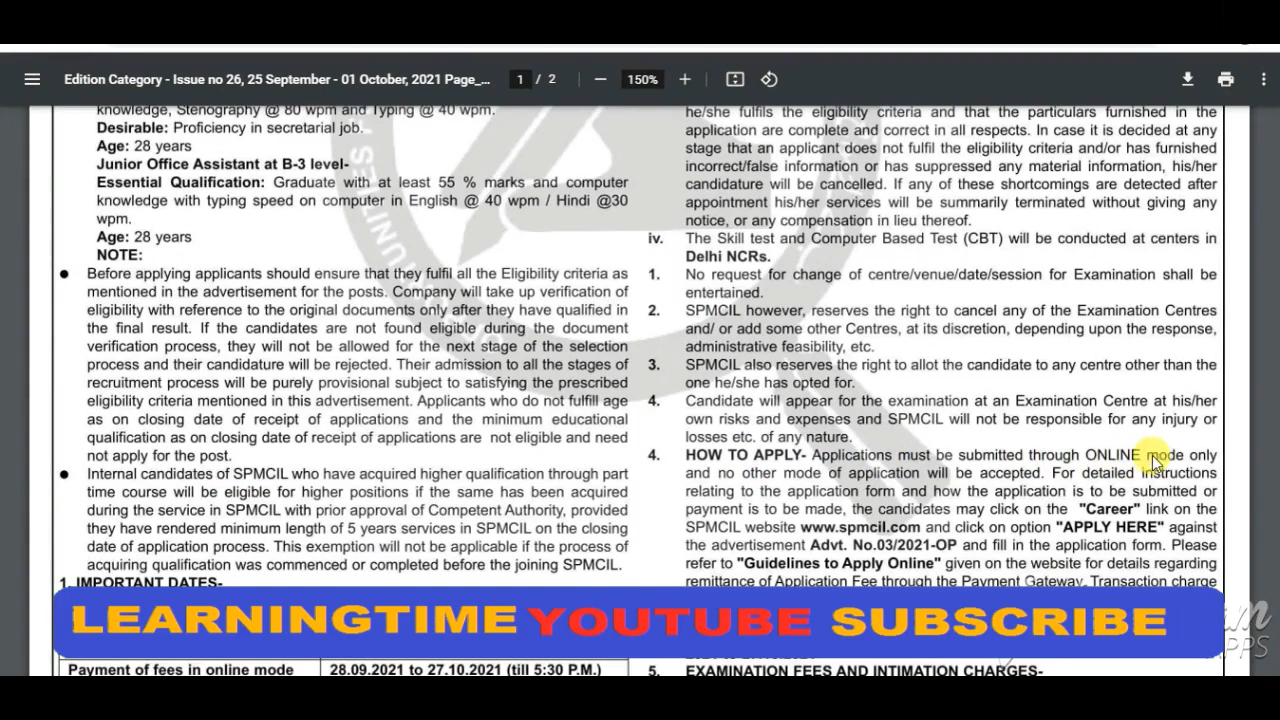 Edition Category - Issue no 26, 25 September - 01 October, 2021 Page_... 1 / 2 150%
knowledge, Stenography @ 80 wpm and Typing @ 40 wpm.
Desirable: Proficiency in secretarial job.
Age: 28 years
Junior Office Assistant at B-3 level-
Essential Qualification: Graduate with at least 55 % marks and computer
knowledge with typing speed on computer in English @ 40 wpm / Hindi @30
wpm.
Age: 28 years
NOTE:
● Before applying applicants should ensure that they fulfil all the Eligibility criteria as
mentioned in the advertisement for the posts. Company will take up verification of
eligibility with reference to the original documents only after they have qualified in
the final result. If the candidates are not found eligible during the document
verification process, they will not be allowed for the next stage of the selection
process and their candidature will be rejected. Their admission to all the stages of
recruitment process will be purely provisional subject to satisfying the prescribed
eligibility criteria mentioned in this advertisement. Applicants who do not fulfill age
as on closing date of receipt of applications and the minimum educational
qualification as on closing date of receipt of applications are not eligible and need
not apply for the post.
● Internal candidates of SPMCIL who have acquired higher qualification through part
time course will be eligible for higher positions if the same has been acquired
during the service in SPMCIL with prior approval of Competent Authority, provided
they have rendered minimum length of 5 years services in SPMCIL on the closing
date of application process. This exemption will not be applicable if the process of
acquiring qualification was commenced or completed before the joining SPMCIL.
1. IMPORTANT DATES-
Payment of fees in online mode 28.09.2021 to 27.10.2021 (till 5:30 P.M.)
he/she fulfils the eligibility criteria and that the particulars furnished in the
application are complete and correct in all respects. In case it is decided at any
stage that an applicant does not fulfil the eligibility criteria and/or has furnished
incorrect/false information or has suppressed any material information, his/her
candidature will be cancelled. If any of these shortcomings are detected after
appointment his/her services will be summarily terminated without giving any
notice, or any compensation in lieu thereof.
iv. The Skill test and Computer Based Test (CBT) will be conducted at centers in
Delhi NCRs.
1. No request for change of centre/venue/date/session for Examination shall be
entertained.
2. SPMCIL however, reserves the right to cancel any of the Examination Centres
and/ or add some other Centres, at its discretion, depending upon the response,
administrative feasibility, etc.
3. SPMCIL also reserves the right to allot the candidate to any centre other than the
one he/she has opted for.
4. Candidate will appear for the examination at an Examination Centre at his/her
own risks and expenses and SPMCIL will not be responsible for any injury or
losses etc. of any nature.
4. HOW TO APPLY- Applications must be submitted through ONLINE mode only
and no other mode of application will be accepted. For detailed instructions
relating to the application form and how the application is to be submitted or
payment is to be made, the candidates may click on the "Career" link on the
SPMCIL website www.spmcil.com and click on option "APPLY HERE" against
the advertisement Advt. No.03/2021-OP and fill in the application form. Please
refer to "Guidelines to Apply Online" given on the website for details regarding
remittance of Application Fee through the Payment Gateway. Transaction charge
5. EXAMINATION FEES AND INTIMATION CHARGES-
LEARNINGTIME YOUTUBE SUBSCRIBE